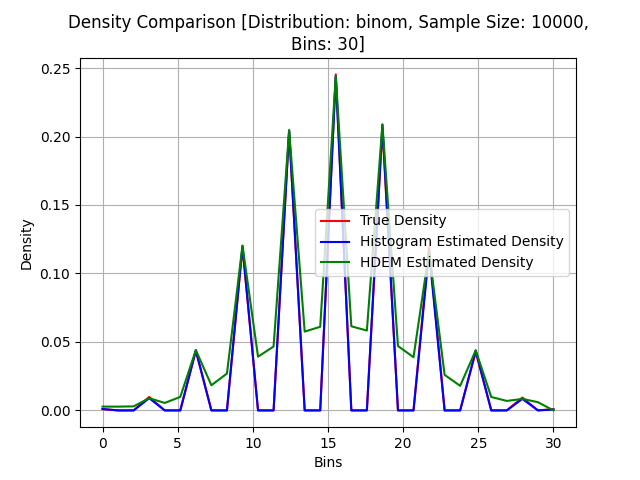 Density Comparison [Distribution: binom, Sample Size: 10000,
Bins: 30]
0.25
0.20
0.15
0.10
0.05
0.00
Density
True Density
Histogram Estimated Density
HDEM Estimated Density
0 5 10 15 20 25 30
Bins